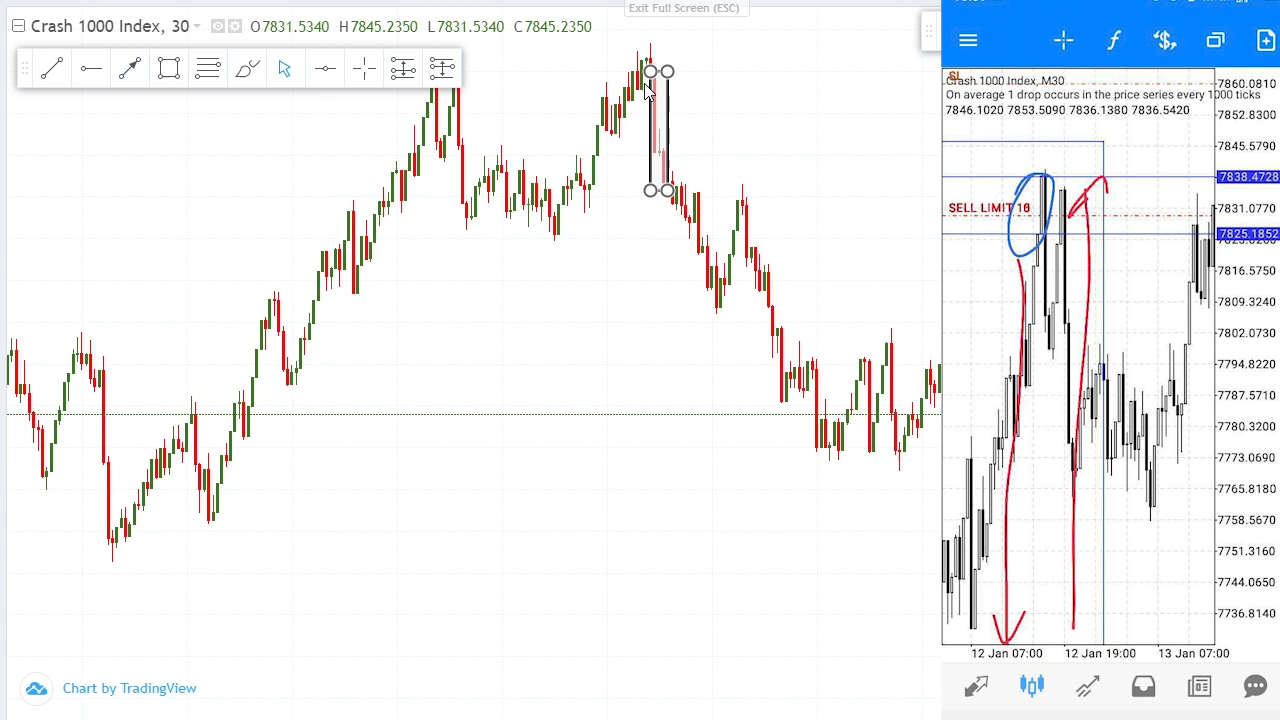 Exit Full Screen (ESC)
Crash 1000 Index, 30 O7831.5340 H7845.2350 L7831.5340 C7845.2350
Chart by TradingView
SL
Crash 1000 Index, M30
On average 1 drop occurs in the price series every 1000 ticks
7846.1020 7853.5090 7836.1380 7836.5420
SELL LIMIT 16
7860.0810
7852.8300
7845.5790
7838.4728
7831.0770
7825.1852
7816.5750
7809.3240
7802.0730
7794.8220
7787.5710
7780.3200
7773.0690
7765.8180
7758.5670
7751.3160
7744.0650
7736.8140
12 Jan 07:00 12 Jan 19:00 13 Jan 07:00